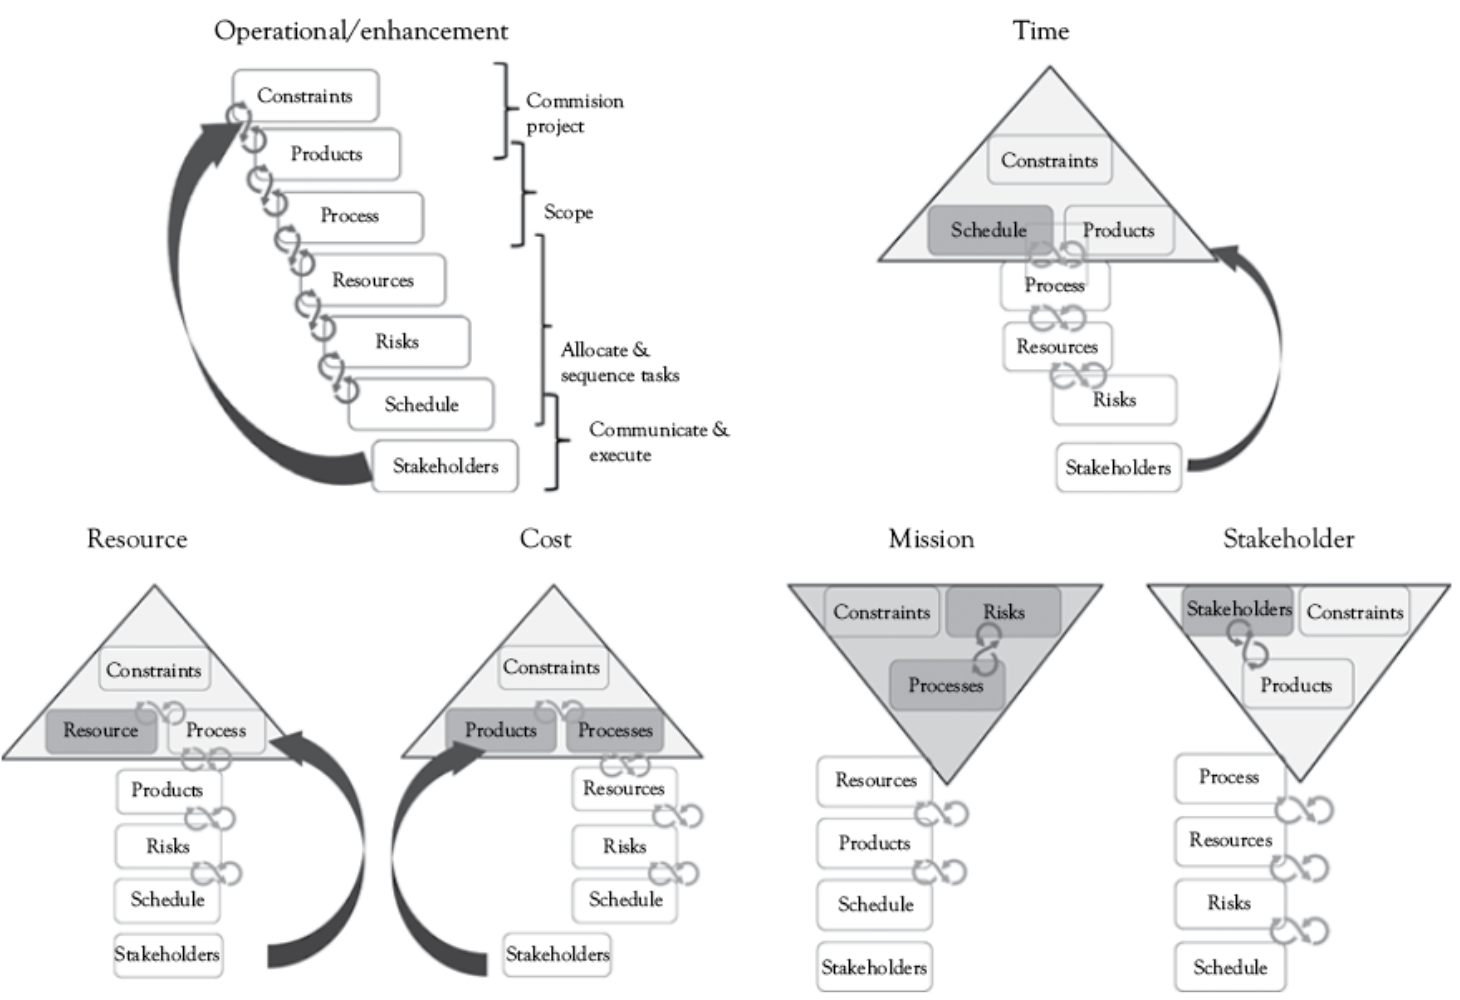 Operational/enhancement
Constraints
Products
Process
Resources
Risks
Schedule
Stakeholders
Commision
project
Scope
Allocate &
sequence tasks
Communicate &
execute
Time
Constraints
Schedule Products
Process
Resources
Risks
Stakeholders
Resource
Constraints
Resource Process
Products
Risks
Schedule
Stakeholders
Cost
Constraints
Products Processes
Resources
Risks
Schedule
Stakeholders
Mission
Constraints Risks
Processes
Resources
Products
Schedule
Stakeholders
Stakeholder
Stakeholders Constraints
Products
Process
Resources
Risks
Schedule